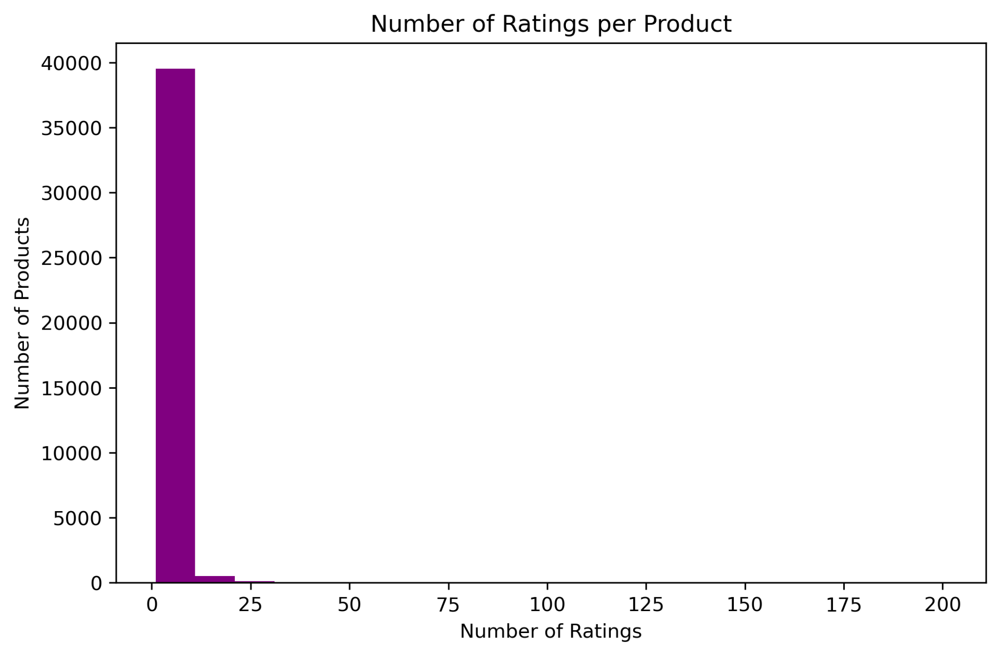 Number of Ratings per Product
40000
35000
30000
25000
20000
15000
10000
5000
0
Number of Products
0 25 50 75 100 125 150 175 200
Number of Ratings